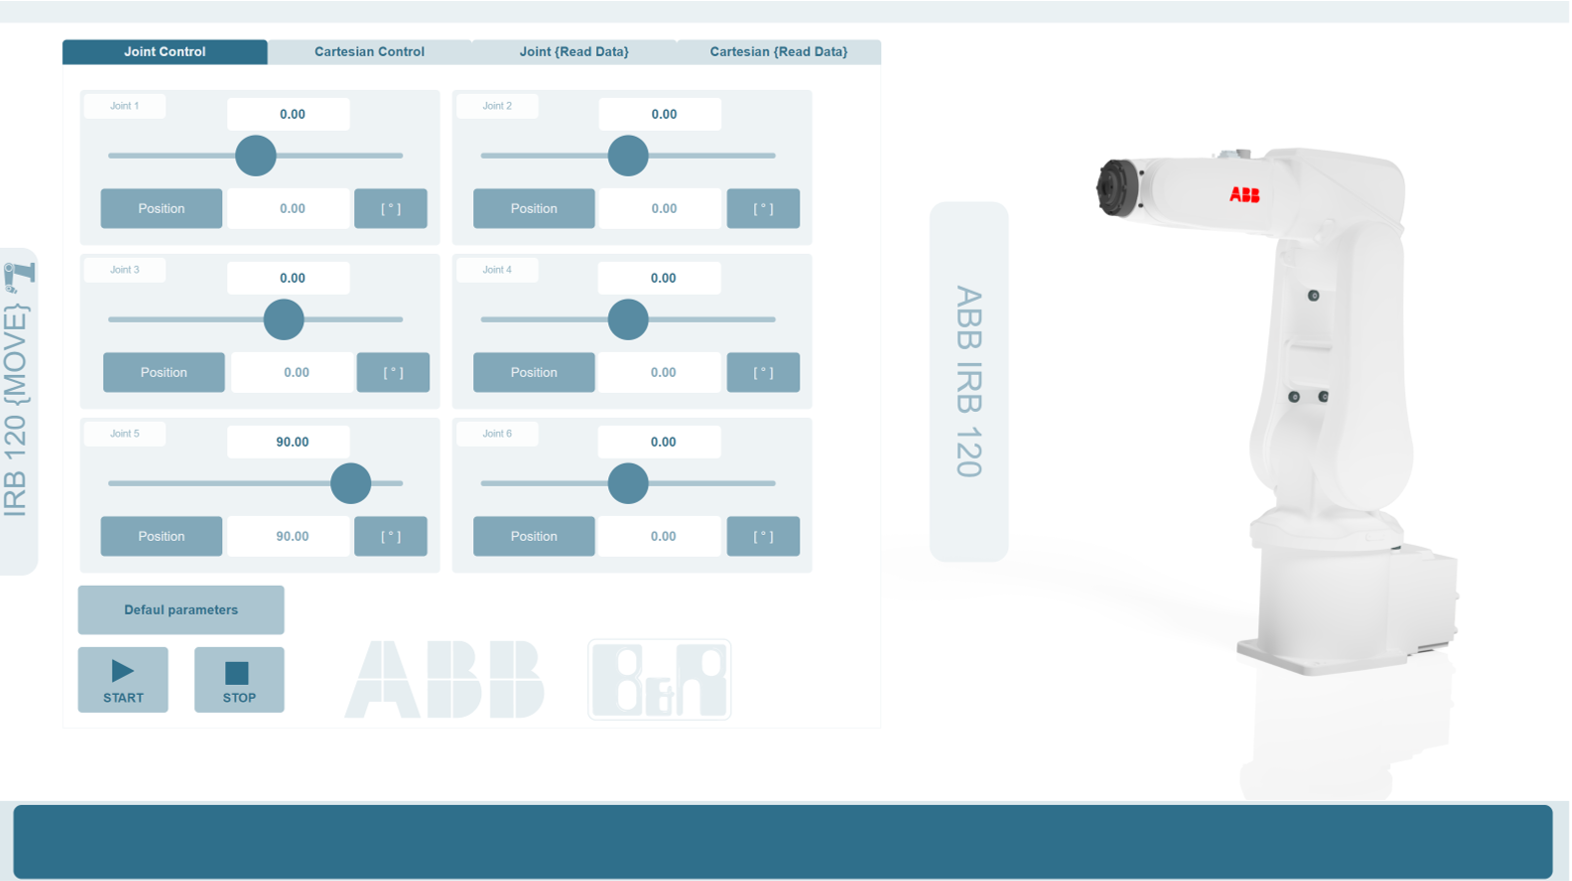 Joint Control
Cartesian Control
Joint {Read Data}
Cartesian {Read Data}
Joint 1
0.00
Position
0.00
[ ° ]
Joint 2
0.00
Position
0.00
[ ° ]
Joint 3
0.00
Position
0.00
[ ° ]
Joint 4
0.00
Position
0.00
[ ° ]
Joint 5
90.00
Position
90.00
[ ° ]
Joint 6
0.00
Position
0.00
[ ° ]
Defaul parameters
START
STOP
ABB
B&R
IRB 120 {MOVE}
ABB IRB 120
ABB